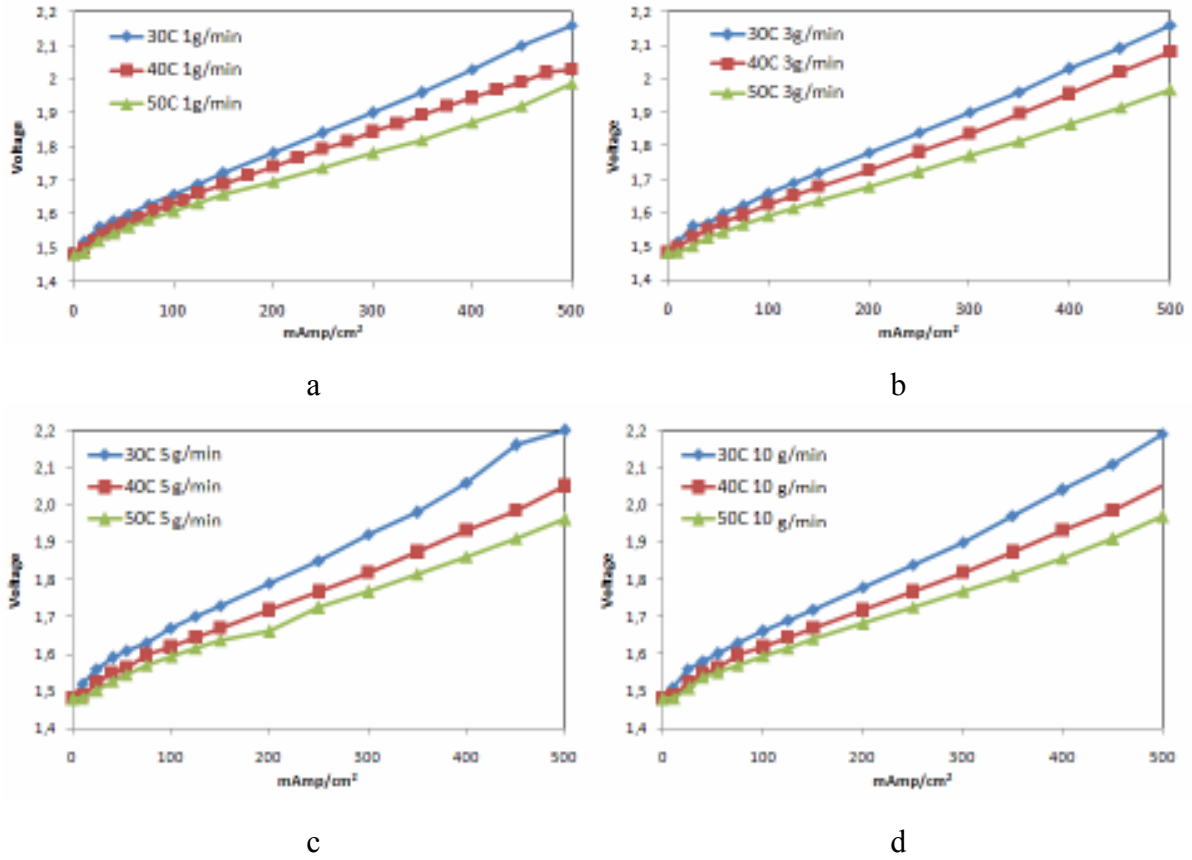 2,2
2,1
2
1,9
1,8
1,7
1,6
1,5
1,4
Voltage
30C 1g/min
40C 1g/min
50C 1g/min
0 100 200 300 400 500
mAmp/cm²
a
2,2
2,1
2
1,9
1,8
1,7
1,6
1,5
1,4
Voltage
30C 3g/min
40C 3g/min
50C 3g/min
0 100 200 300 400 500
mAmp/cm²
b
2,2
2,1
2,0
1,9
1,8
1,7
1,6
1,5
1,4
Voltage
30C 5g/min
40C 5g/min
50C 5g/min
0 100 200 300 400 500
mAmp/cm²
c
2,2
2,1
2,0
1,9
1,8
1,7
1,6
1,5
1,4
Voltage
30C 10 g/min
40C 10 g/min
50C 10 g/min
0 100 200 300 400 500
mAmp/cm²
d